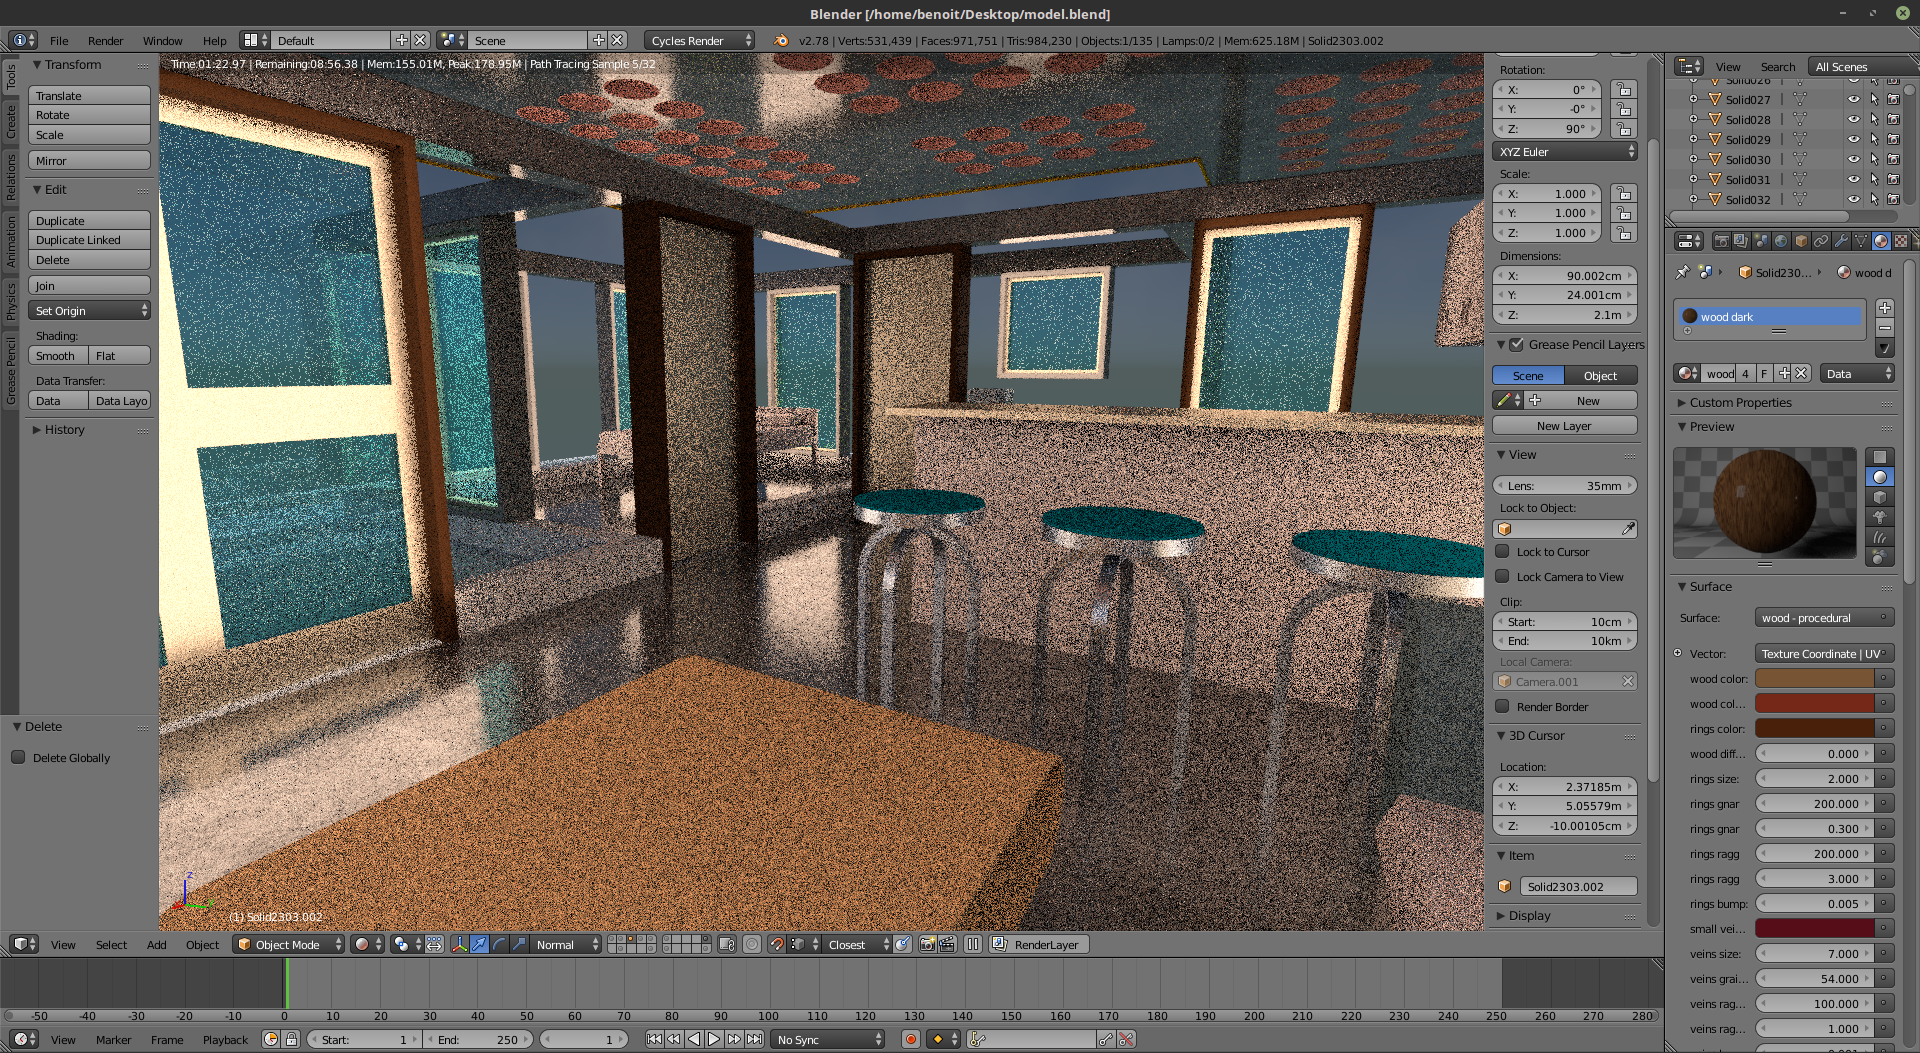 Blender [/home/benoit/Desktop/model.blend]
File Render Window Help Default Scene Cycles Render v2.78 | Verts:531,439 | Faces:971,751 | Tris:984,230 | Objects:1/135 | Lamps:0/2 | Mem:625.18M | Solid2303.002
Time:01:22.97 | Remaining:08:56.38 | Mem:155.01M, Peak:178.95M | Path Tracing Sample 5/32
Tools
Create
Relations
Animation
Physics
Grease Pencil
Transform
Translate
Rotate
Scale
Mirror
Edit
Duplicate
Duplicate Linked
Delete
Join
Set Origin
Shading:
Smooth Flat
Data Transfer:
Data Data Layo
History
Delete
Delete Globally
z
(1) Solid2303.002
Rotation:
X: 0°
Y: -0°
Z: 90°
XYZ Euler
Scale:
X: 1.000
Y: 1.000
Z: 1.000
Dimensions:
X: 90.002cm
Y: 24.001cm
Z: 2.1m
Grease Pencil Layers
Scene Object
New
New Layer
View
Lens: 35mm
Lock to Object:
Lock to Cursor
Lock Camera to View
Clip:
Start: 10cm
End: 10km
Local Camera:
Camera.001
Render Border
3D Cursor
Location:
X: 2.37185m
Y: 5.05579m
Z: -10.00105cm
Item
Solid2303.002
Display
View Search All Scenes
Solid026
Solid027
Solid028
Solid029
Solid030
Solid031
Solid032
Solid230... wood d
wood dark
wood 4 F Data
Custom Properties
Preview
Surface
Surface: wood - procedural
Vector: Texture Coordinate | UV
wood color:
wood col...
rings color:
wood diff... 0.000
rings size: 2.000
rings gnar 200.000
rings gnar 0.300
rings ragg 200.000
rings ragg 3.000
rings bump: 0.005
small vei...
veins size: 7.000
veins grai... 54.000
veins rag... 100.000
veins rag... 1.000
View Select Add Object Object Mode Normal Closest RenderLayer
-50 -40 -30 -20 -10 0 10 20 30 40 50 60 70 80 90 100 110 120 130 140 150 160 170 180 190 200 210 220 230 240 250 260 270 280
View Marker Frame Playback Start: 1 End: 250 1 No Sync